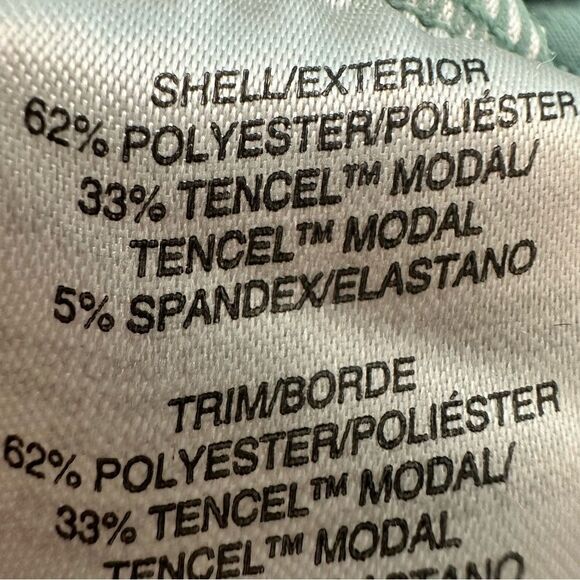 SHELL/EXTERIOR
62% POLYESTER/POLIÉSTER
33% TENCEL™ MODAL/
TENCEL™ MODAL
5% SPANDEX/ELASTANO
TRIM/BORDE
62% POLYESTER/POLIÉSTER
33% TENCEL™ MODAL/
TENCEL™ MODAL